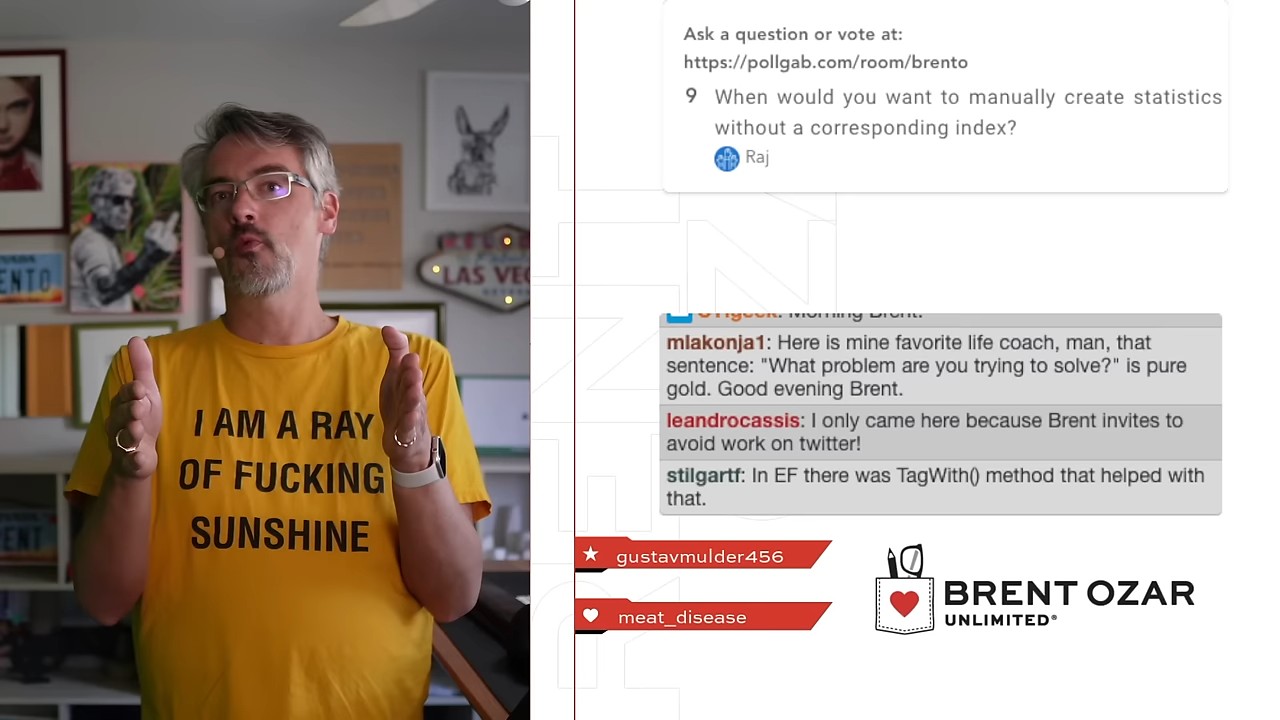 Ask a question or vote at:
https://pollgab.com/room/brento
9 When would you want to manually create statistics
without a corresponding index?
Raj
Morning Brent.
mlakonja1: Here is mine favorite life coach, man, that
sentence: "What problem are you trying to solve?" is pure
gold. Good evening Brent.
leandrocassis: I only came here because Brent invites to
avoid work on twitter!
stilgartf: In EF there was TagWith() method that helped with
that.
gustavmulder456
meat_disease
BRENT OZAR
UNLIMITED®
I AM A RAY
OF FUCKING
SUNSHINE
LAS VEG
ENTO